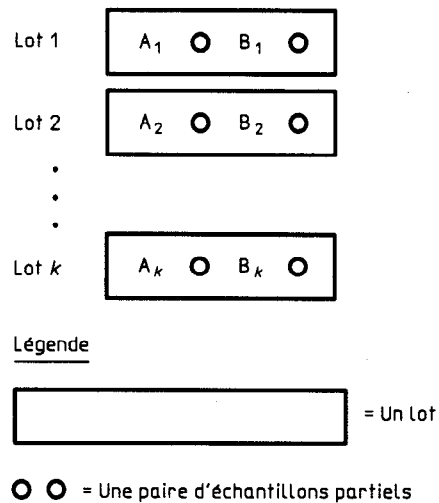 Lot 1 A1 B1
Lot 2 A2 B2
Lot k Ak Bk
Légende
= Un lot
= Une paire d'échantillons partiels